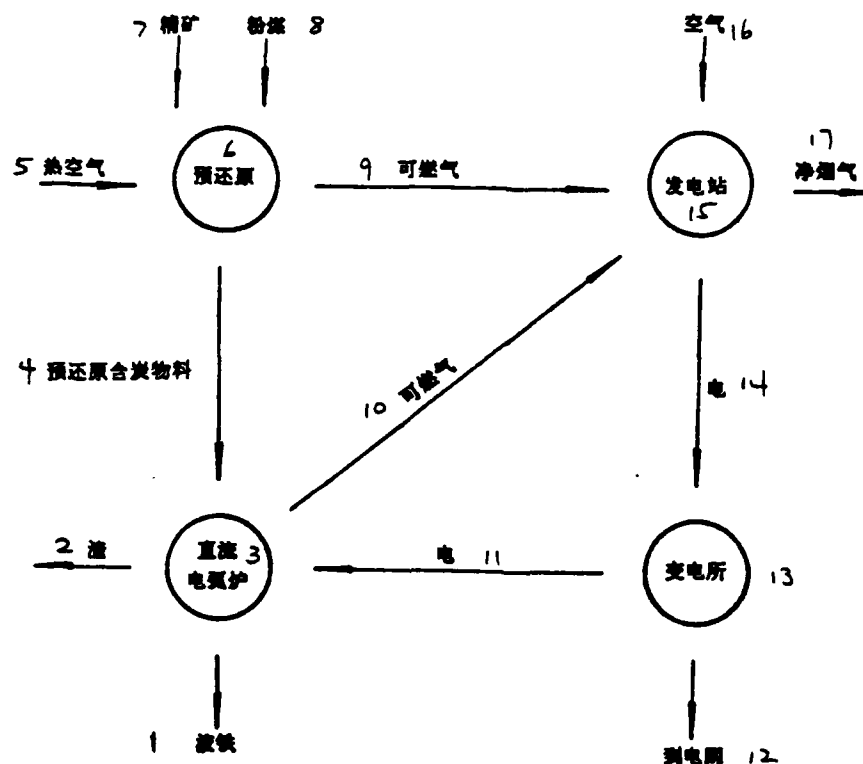 7 精矿 粉煤 8 空气 16
6 17
5 热空气 预还原 9 可燃气 发电站 净烟气
15
4 预还原含炭物料 10 可燃气 电 14
2 渣 直流 3 电 11
电弧炉 变电所 13
1 液铁 到电网 12